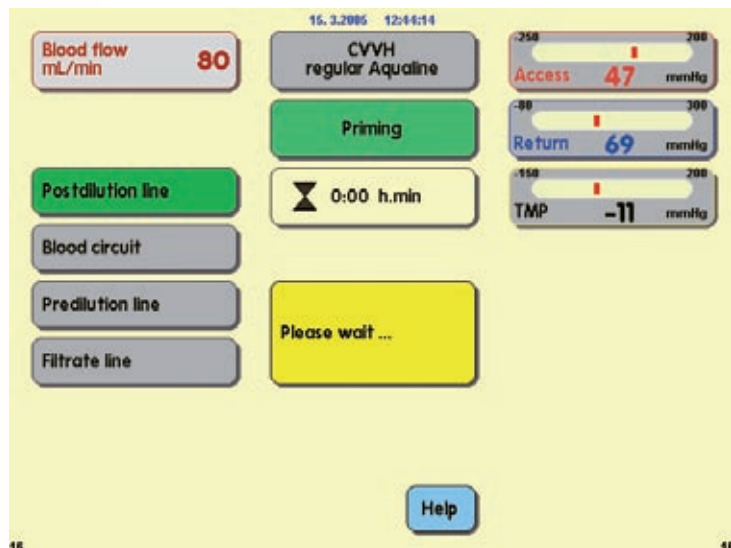 15. 3.2005 12:44:14
Blood flow
mL/min 80
CVVH
regular Aqualine
-250 200
Access 47 mmHg
Priming
-80 300
Return 69 mmHg
Postdilution line
0:00 h.min
-150 200
TMP -11 mmHg
Blood circuit
Predilution line
Please wait ...
Filtrate line
Help